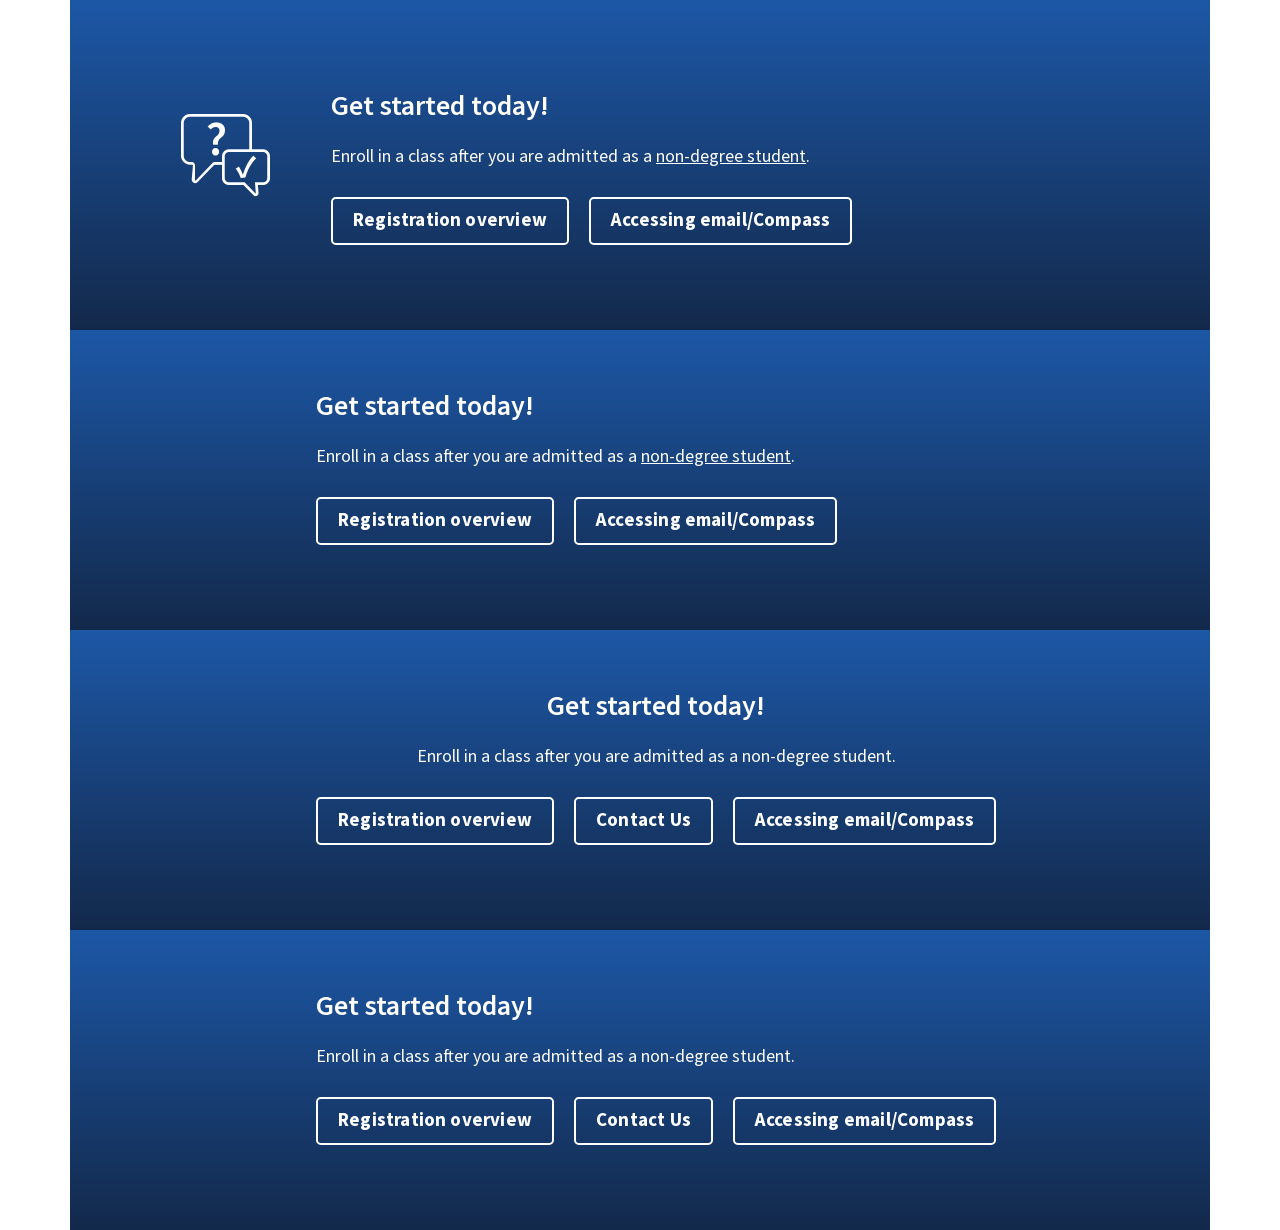 Get started today!
Enroll in a class after you are admitted as a non-degree student.
Registration overview Accessing email/Compass
Get started today!
Enroll in a class after you are admitted as a non-degree student.
Registration overview Accessing email/Compass
Get started today!
Enroll in a class after you are admitted as a non-degree student.
Registration overview Contact Us Accessing email/Compass
Get started today!
Enroll in a class after you are admitted as a non-degree student.
Registration overview Contact Us Accessing email/Compass